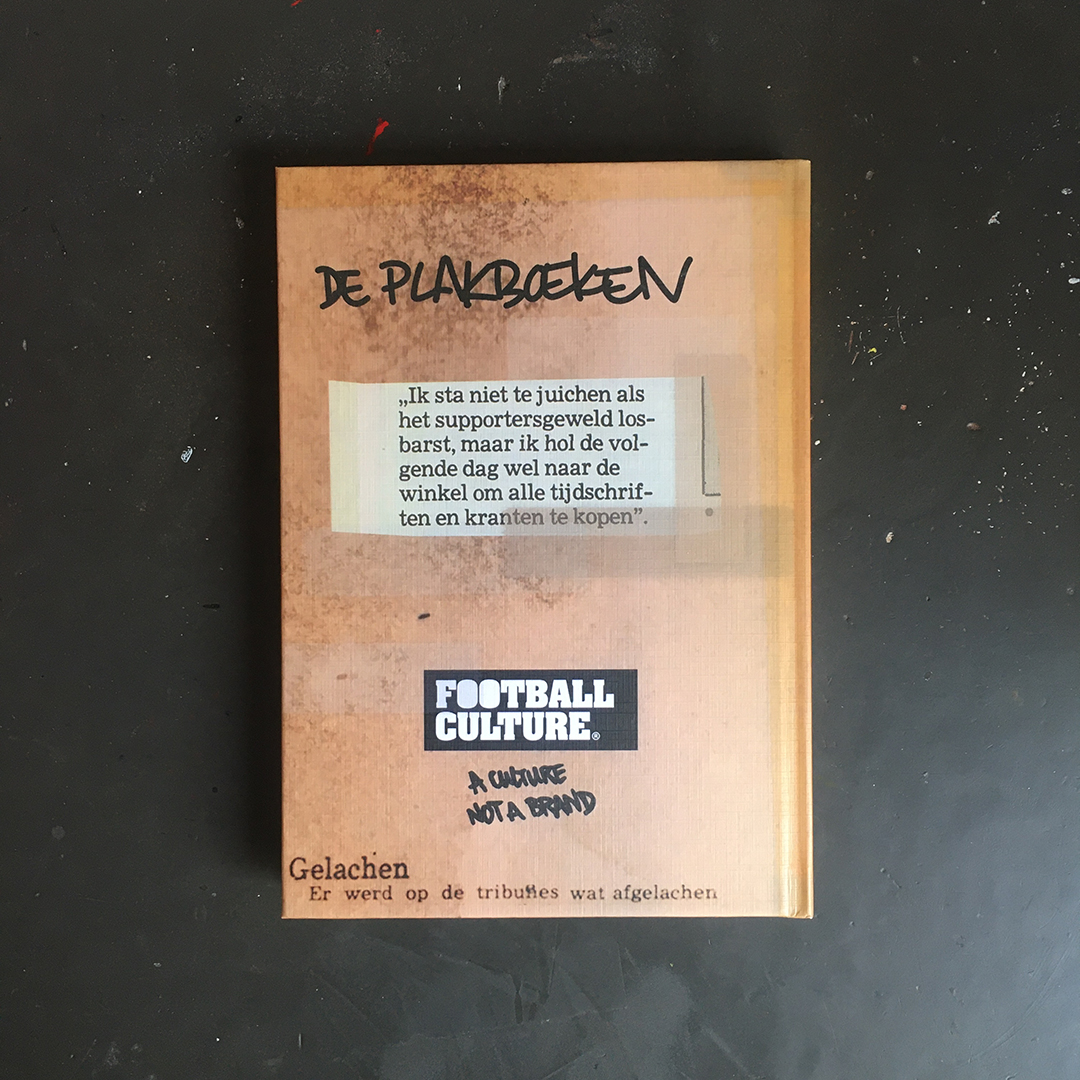 DE PLAKBOEKEN
„Ik sta niet te juichen als
het supportersgeweld los-
barst, maar ik hol de vol-
gende dag wel naar de
winkel om alle tijdschrif-
ten en kranten te kopen”.
FOOTBALL
CULTURE®
A CULTURE
NOT A BRAND
Gelachen
Er werd op de tribunes wat afgelachen